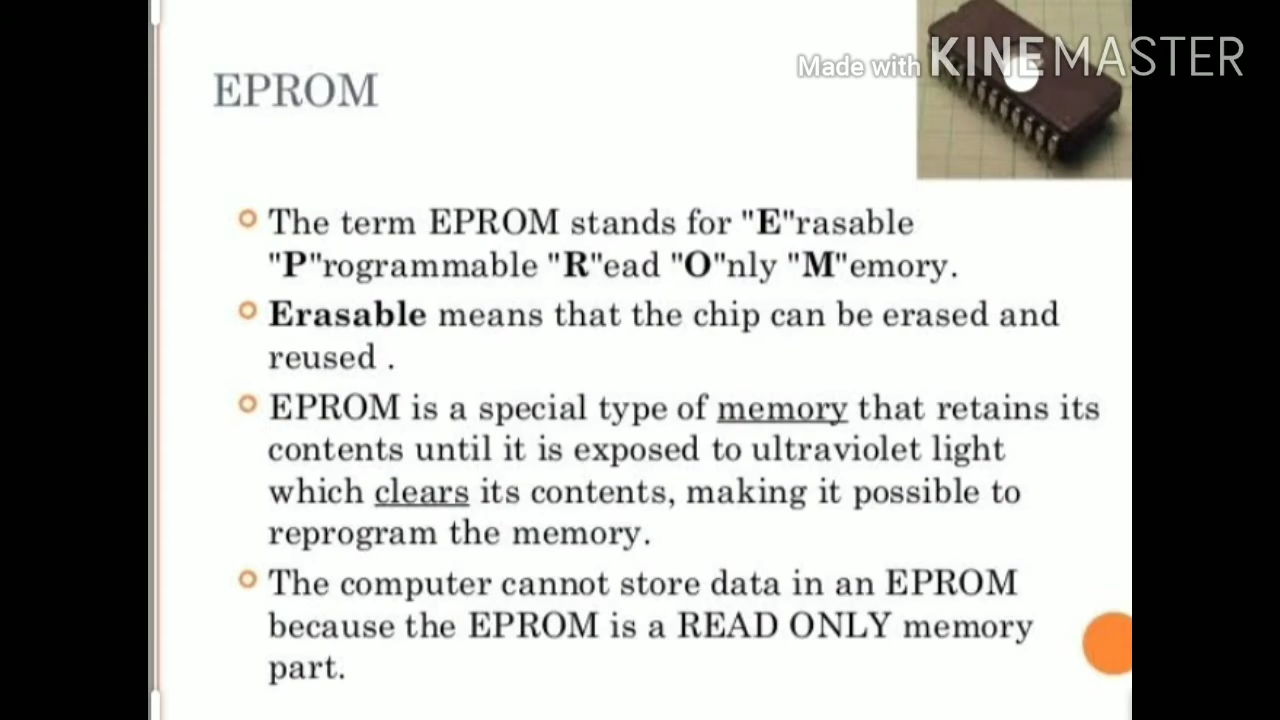 Made with KINEMASTER
EPROM
The term EPROM stands for "E"rasable
"P"rogrammable "R"ead "O"nly "M"emory.
Erasable means that the chip can be erased and
reused .
EPROM is a special type of memory that retains its
contents until it is exposed to ultraviolet light
which clears its contents, making it possible to
reprogram the memory.
The computer cannot store data in an EPROM
because the EPROM is a READ ONLY memory
part.